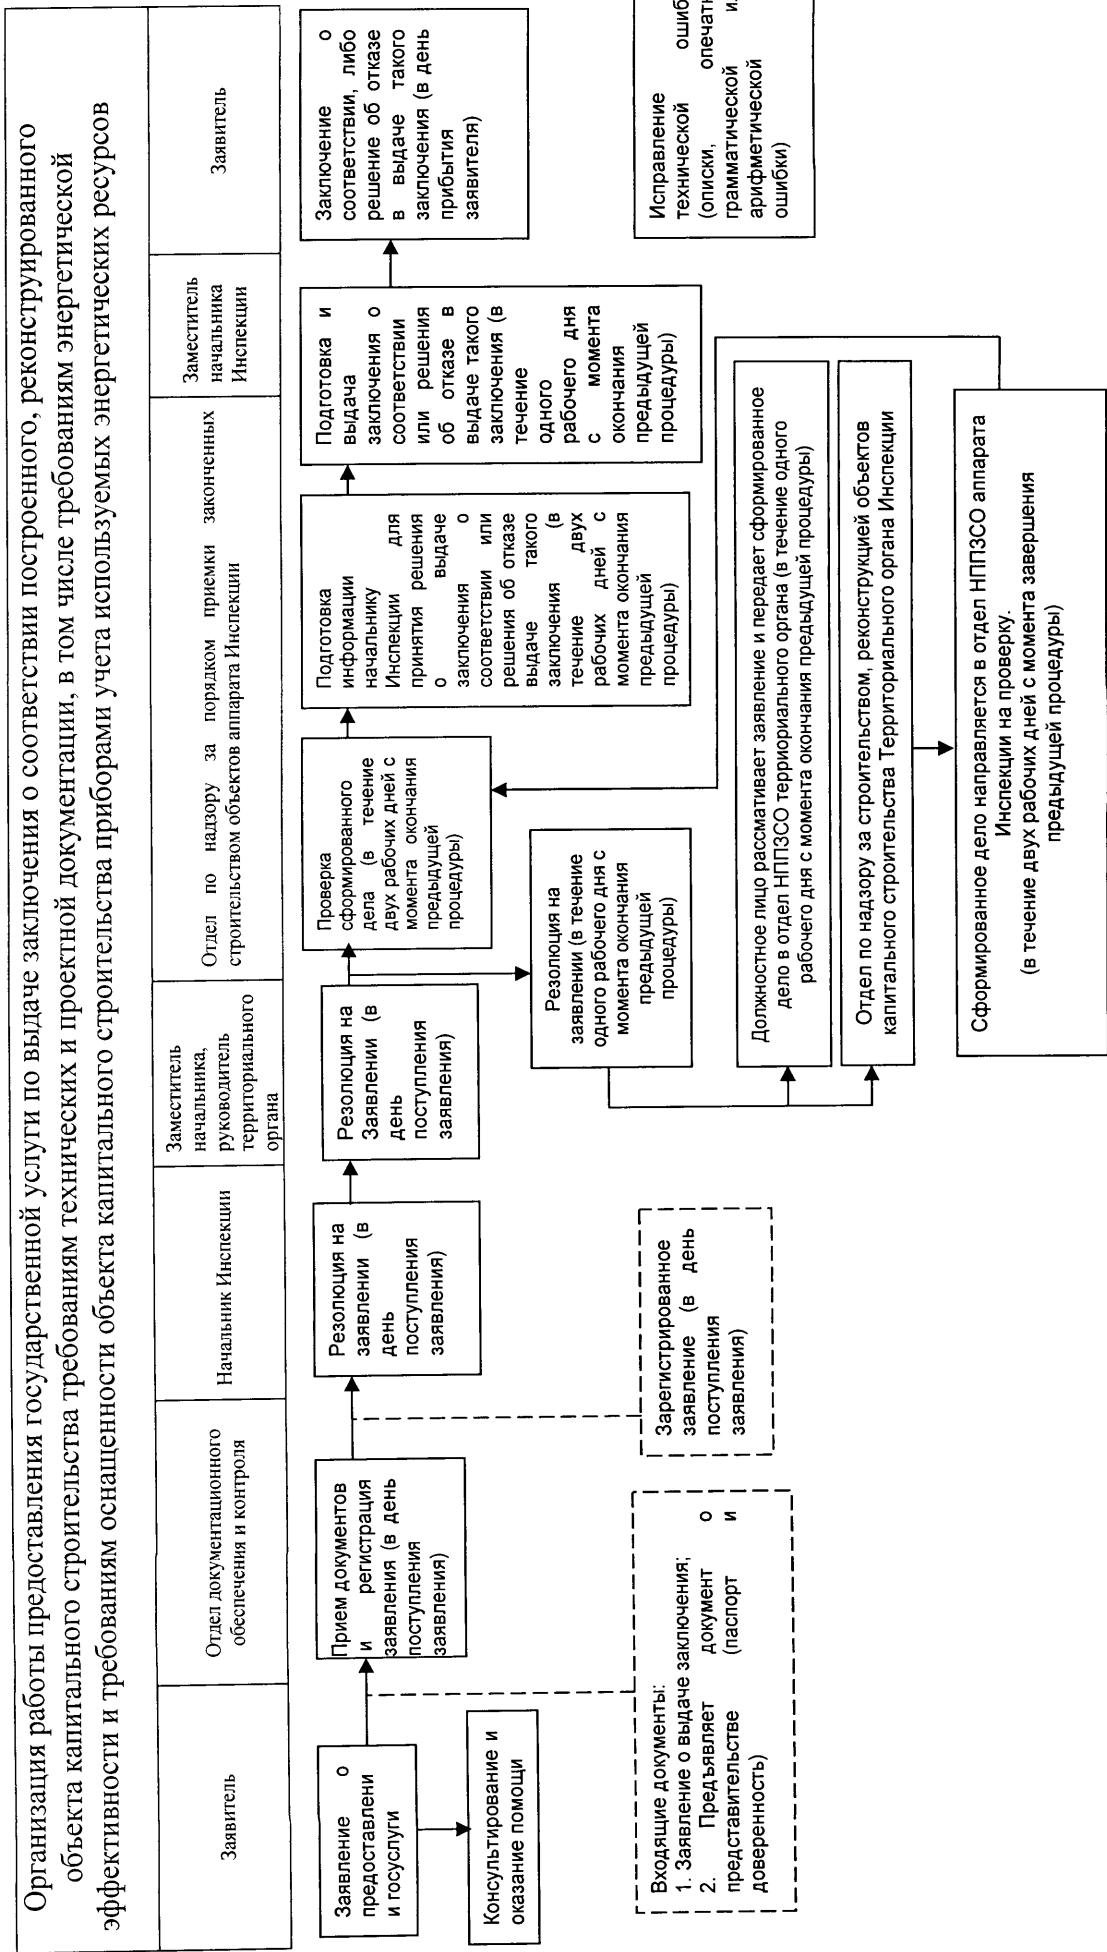 Организация работы предоставления государственной услуги по выдаче заключения о соответствии построенного, реконструированного
объекта капитального строительства требованиям технических и проектной документации, в том числе требованиям энергетической
эффективности и требованиям оснащенности объекта капитального строительства приборами учета используемых энергетических ресурсов
Заявитель
Отдел документационного
обеспечения и контроля
Начальник Инспекции
Заместитель
начальника,
руководитель
территориального
органа
Отдел по надзору за порядком приемки законченных
строительством объектов аппарата Инспекции
Заместитель
начальника
Инспекции
Заявитель
Заявление о
предоставлени
и госуслуги
Консультирование и
оказание помощи
Прием документов
и регистрация
заявления (в день
поступления
заявления)
Резолюция на
заявлении (в
день
поступления
заявления)
Резолюция на
Заявлении (в
день
поступления
заявления)
Проверка
сформированного
дела (в течение
двух рабочих дней с
момента окончания
предыдущей
процедуры)
Подготовка
информации
начальнику
Инспекции для
принятия решения
о выдаче
заключения о
соответствии или
решения об отказе
выдаче такого
заключения (в
течение двух
рабочих дней с
момента окончания
предыдущей
процедуры)
Подготовка и
выдача
заключения о
соответствии
или решения
об отказе в
выдаче такого
заключения (в
течение
одного
рабочего дня
с момента
окончания
предыдущей
процедуры)
Заключение о
соответствии, либо
решение об отказе
в выдаче такого
заключения (в день
прибытия
заявителя)
Резолюция на
заявлении (в течение
одного рабочего дня с
момента окончания
предыдущей
процедуры)
Входящие документы:
1. Заявление о выдаче заключения;
2. Предъявляет документ о
представительстве (паспорт и
доверенность)
Зарегистрированное
заявление (в день
поступления
заявления)
Исправление
технической ошиб
(описки, опечатк
грамматической и
арифметической
ошибки)
Должностное лицо рассматривает заявление и передает сформированное
дело в отдел НППЗСО терриориального органа (в течение одного
рабочего дня с момента окончания предыдущей процедуры)
Отдел по надзору за строительством, реконструкцией объектов
капитального строительства Территориального органа Инспекции
Сформированное дело направляется в отдел НППЗСО аппарата
Инспекции на проверку.
(в течение двух рабочих дней с момента завершения
предыдущей процедуры)